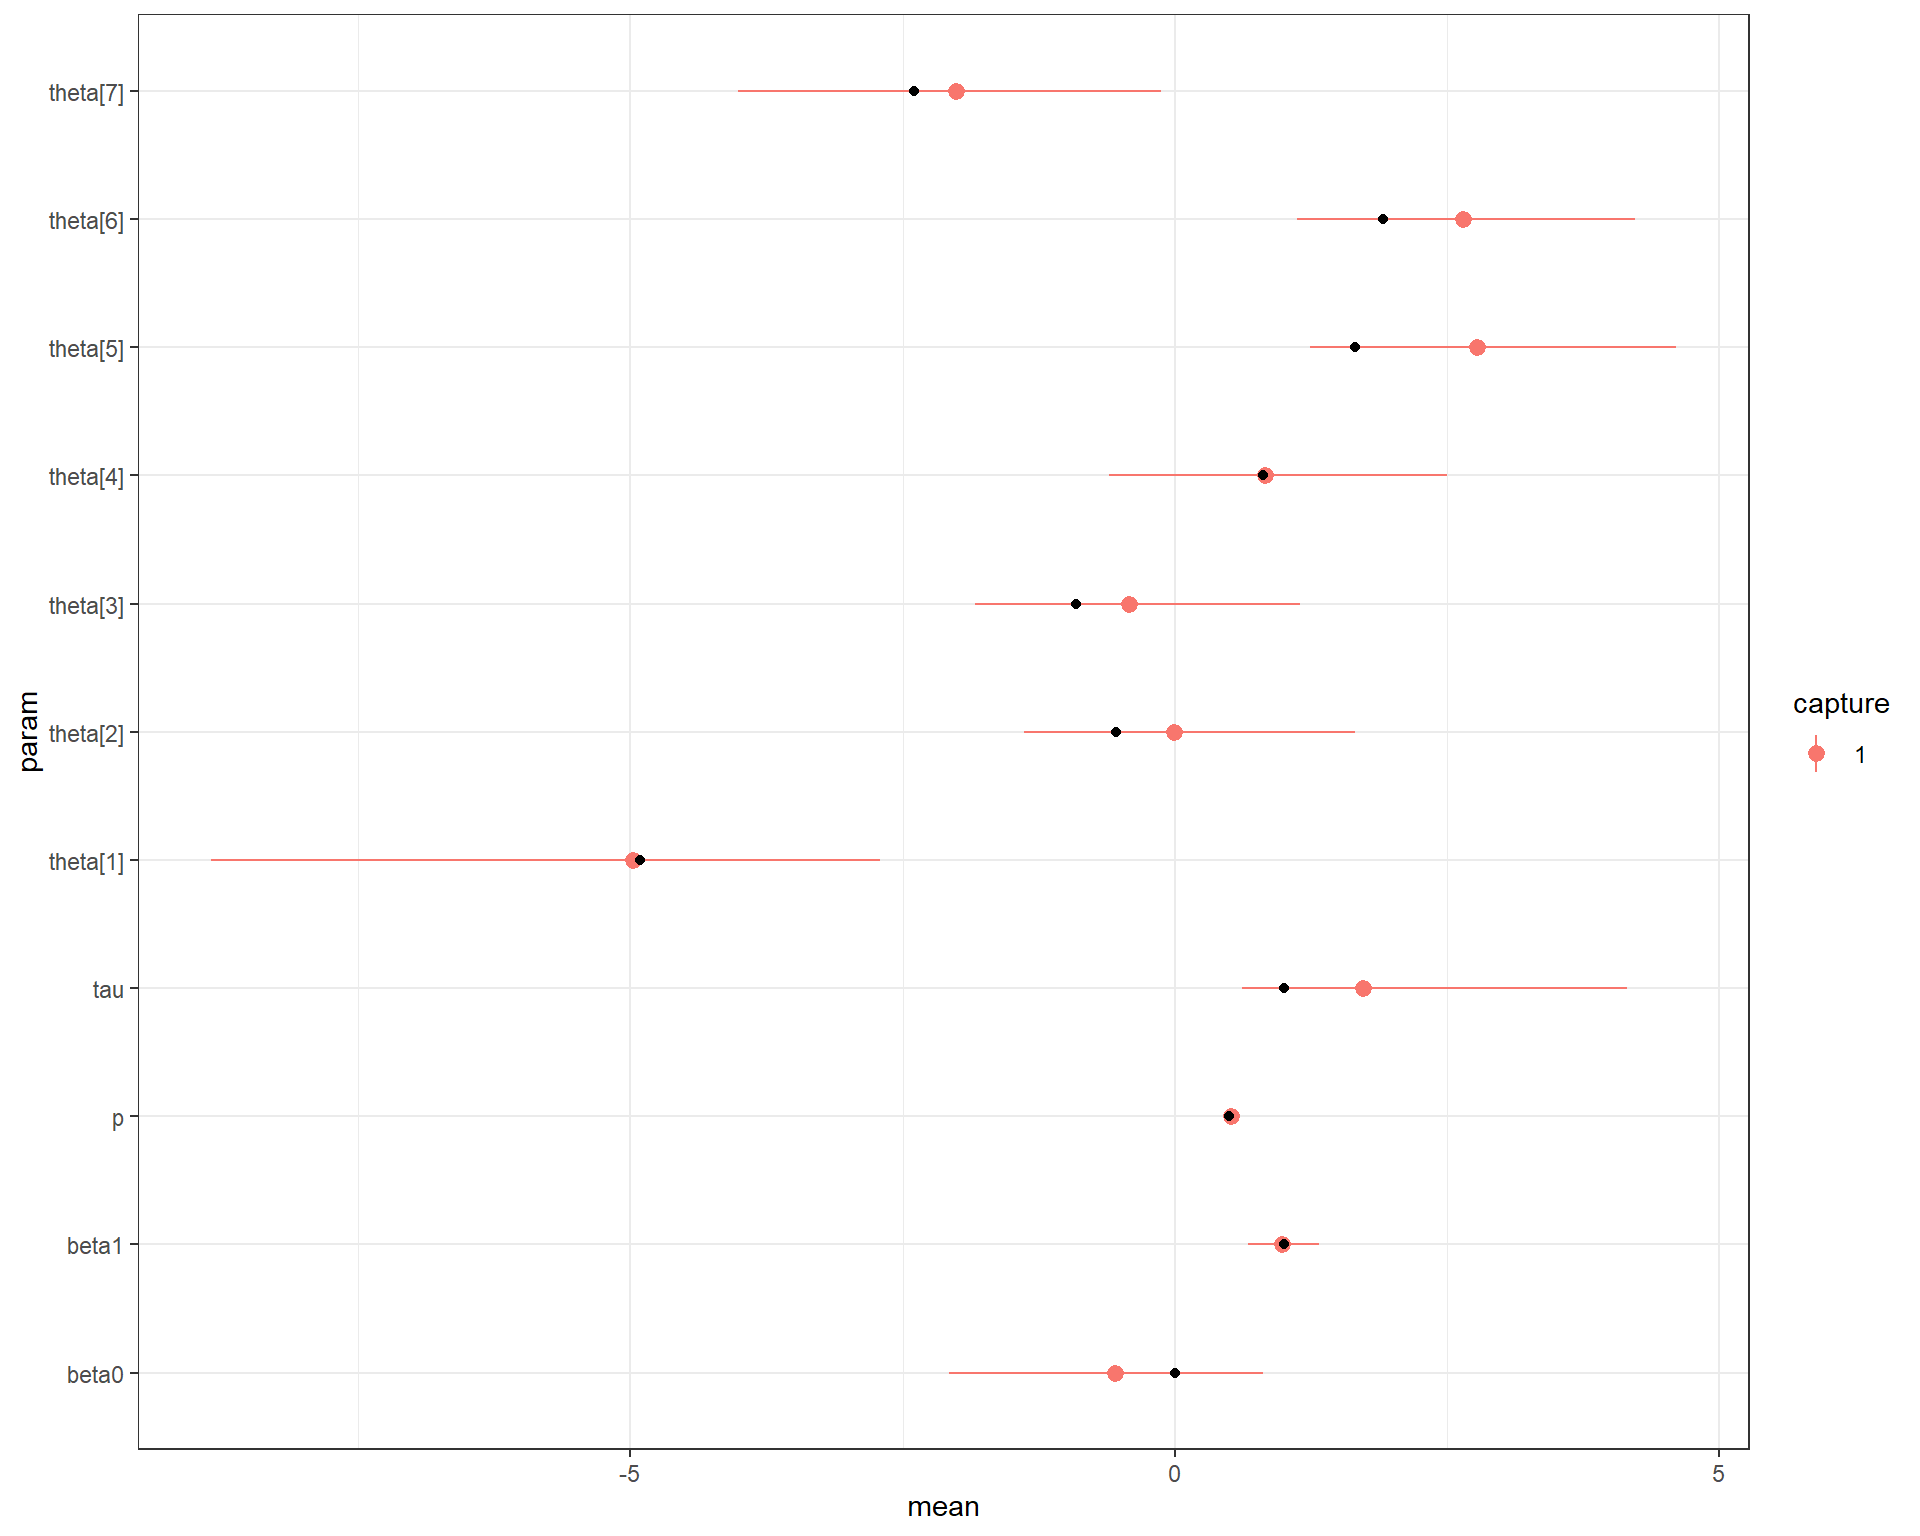 theta[7]
theta[6]
theta[5]
theta[4]
theta[3]
theta[2]
theta[1]
tau
p
beta1
beta0
param
-5 0 5
mean
capture
1